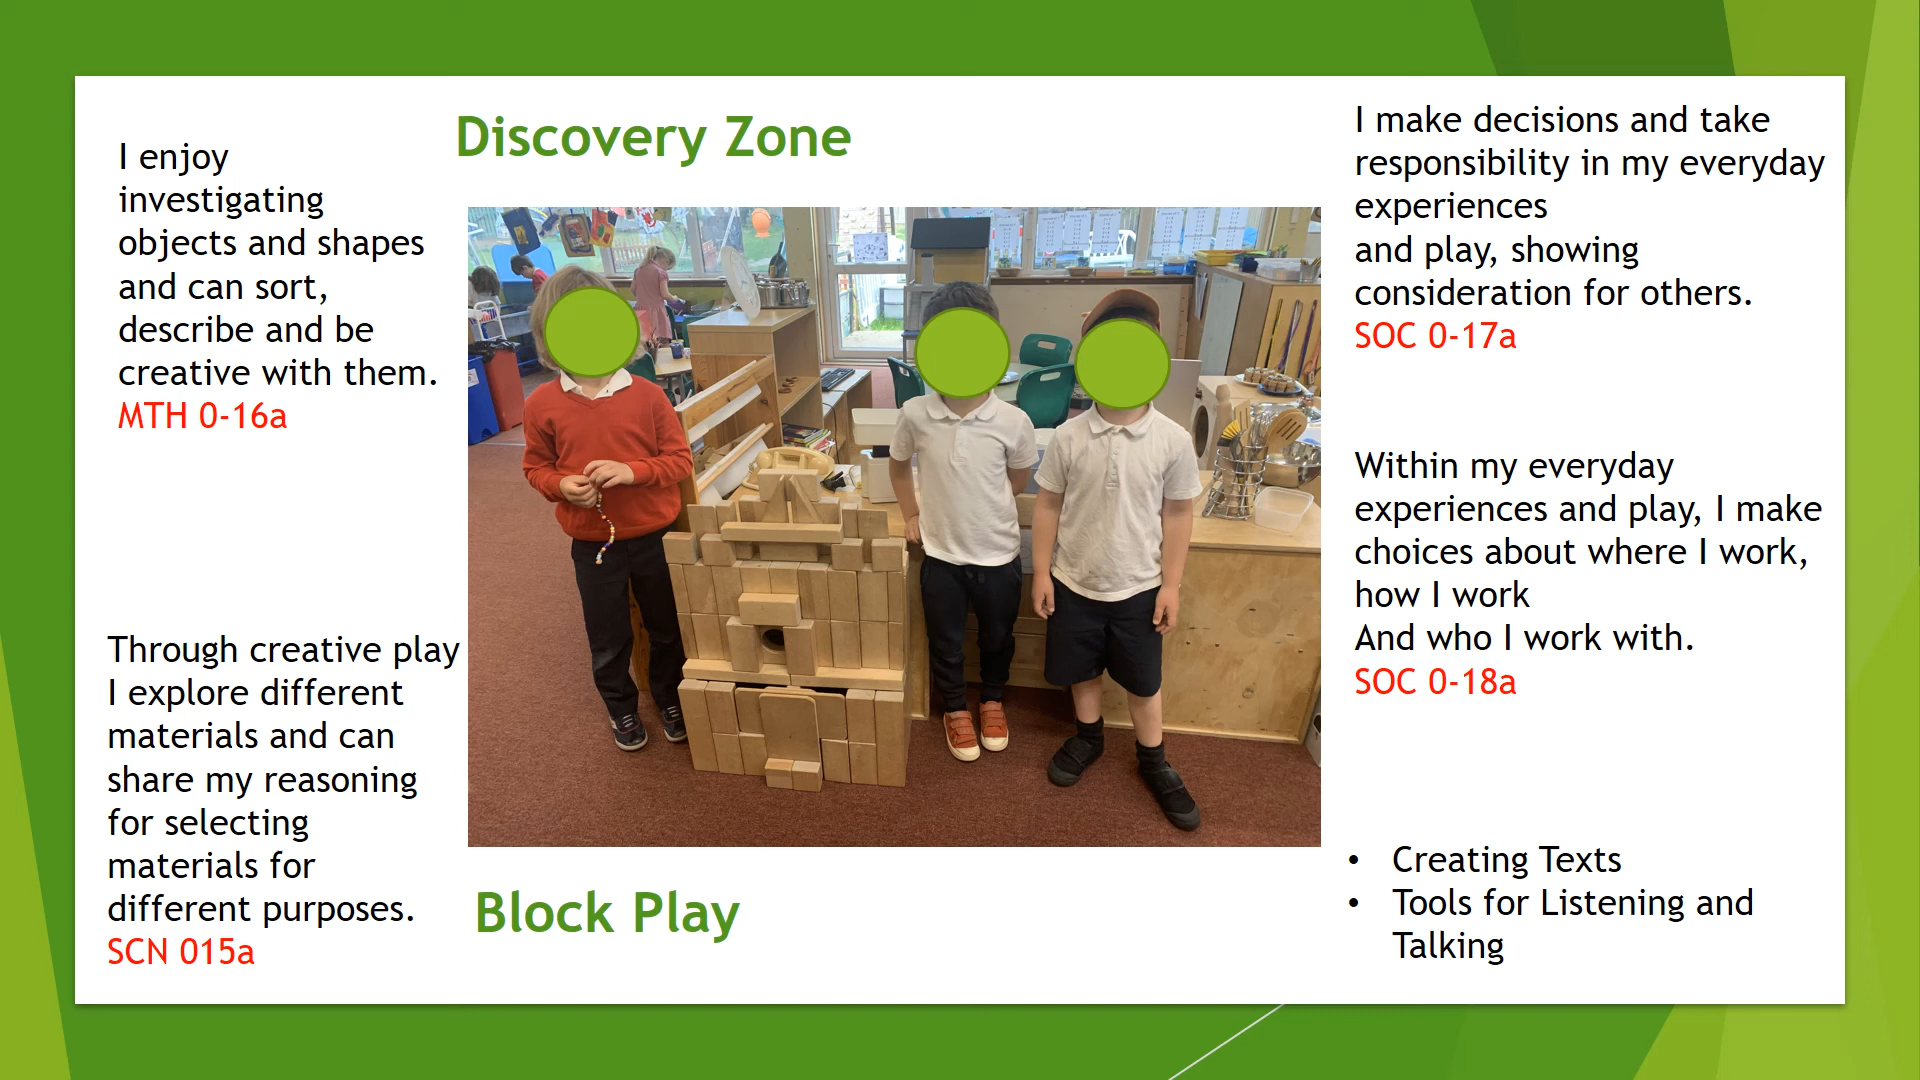 Discovery Zone
I enjoy
investigating
objects and shapes
and can sort,
describe and be
creative with them.
MTH 0-16a
Through creative play
I explore different
materials and can
share my reasoning
for selecting
materials for
different purposes.
SCN 015a
Block Play
I make decisions and take
responsibility in my everyday
experiences
and play, showing
consideration for others.
SOC 0-17a
Within my everyday
experiences and play, I make
choices about where I work,
how I work
And who I work with.
SOC 0-18a
• Creating Texts
• Tools for Listening and
Talking